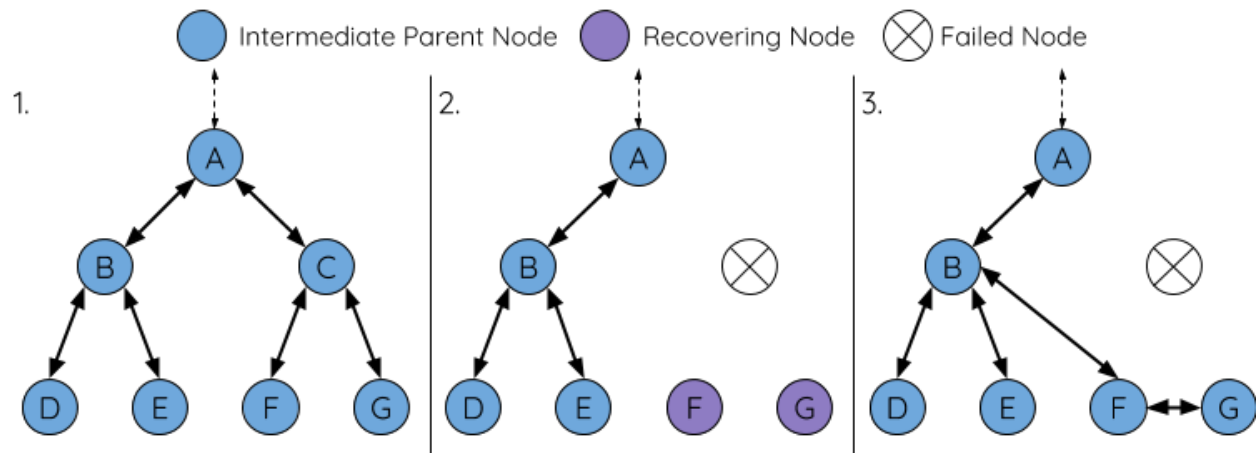 Intermediate Parent Node Recovering Node Failed Node
1. 2. 3.
A A A
B C B B
D E F G D E F G D E F G